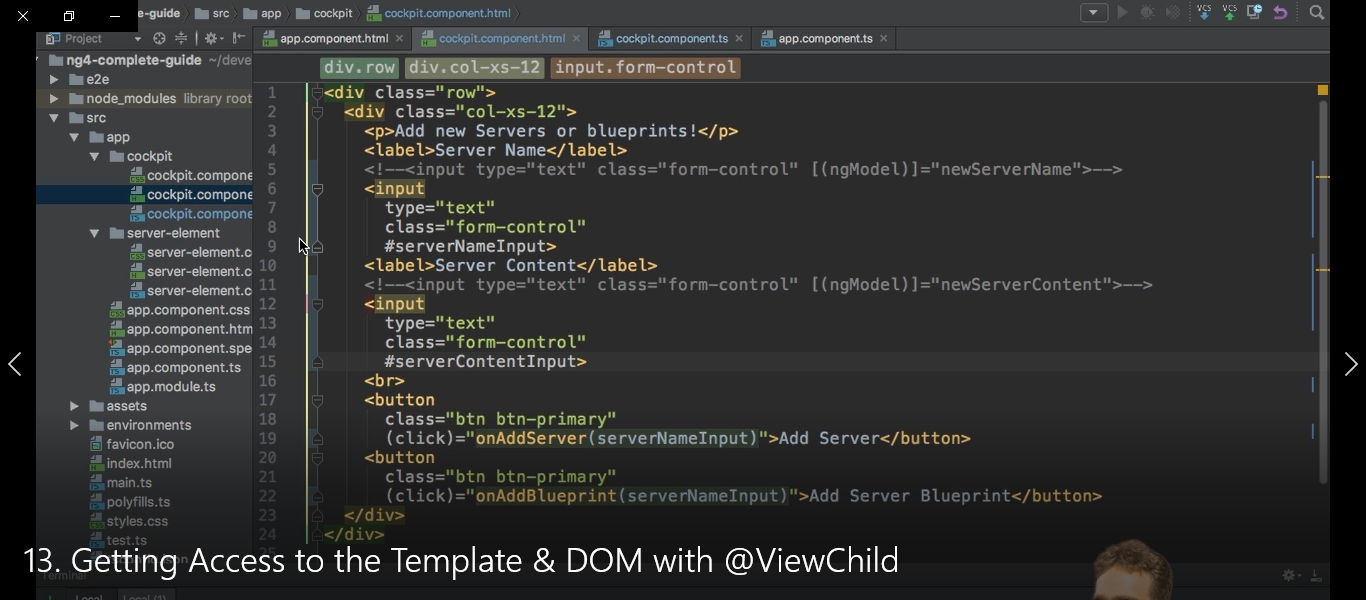 e-guide src app cockpit cockpit.component.html
VCS VCS
Project
app.component.html cockpit.component.html cockpit.component.ts app.component.ts
ng4-complete-guide ~/deve
e2e
node_modules library root
src
app
cockpit
cockpit.compone
cockpit.compone
cockpit.compone
server-element
server-element.c
server-element.c
server-element.c
app.component.css
app.component.htm
app.component.spe
app.component.ts
app.module.ts
assets
environments
favicon.ico
index.html
main.ts
polyfills.ts
styles.css
test.ts
div.row div.col-xs-12 input.form-control
1 <div class="row">
2 <div class="col-xs-12">
3 <p>Add new Servers or blueprints!</p>
4 <label>Server Name</label>
5 <!--<input type="text" class="form-control" [(ngModel)]="newServerName">-->
6 <input
7 type="text"
8 class="form-control"
9 #serverNameInput>
10 <label>Server Content</label>
11 <!--<input type="text" class="form-control" [(ngModel)]="newServerContent">-->
12 <input
13 type="text"
14 class="form-control"
15 #serverContentInput>
16 <br>
17 <button
18 class="btn btn-primary"
19 (click)="onAddServer(serverNameInput)">Add Server</button>
20 <button
21 class="btn btn-primary"
22 (click)="onAddBlueprint(serverNameInput)">Add Server Blueprint</button>
23 </div>
24 </div>
13. Getting Access to the Template & DOM with @ViewChild
Terminal
Local Local (1)